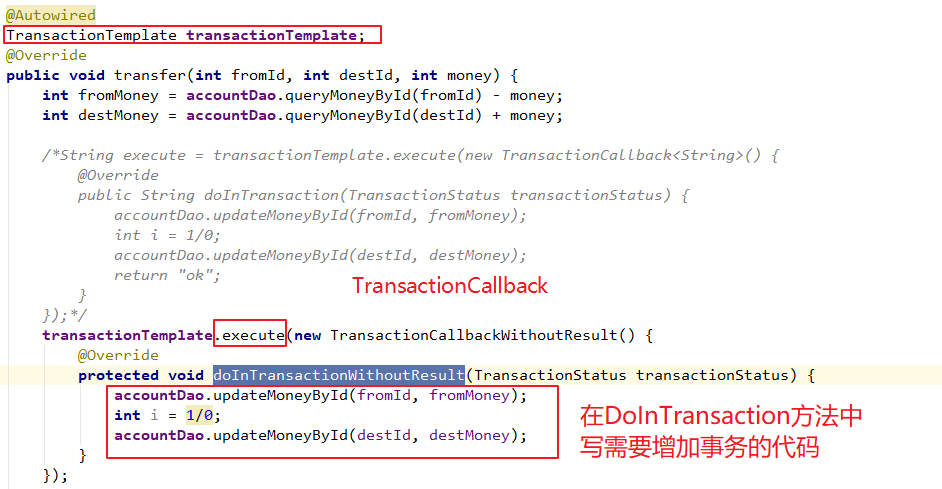 @Autowired
TransactionTemplate transactionTemplate;
@Override
public void transfer(int fromId, int destId, int money) {
    int fromMoney = accountDao.queryMoneyById(fromId) - money;
    int destMoney = accountDao.queryMoneyById(destId) + money;
    /*String execute = transactionTemplate.execute(new TransactionCallback<String>() {
        @Override
        public String doInTransaction(TransactionStatus transactionStatus) {
            accountDao.updateMoneyById(fromId, fromMoney);
            int i = 1/0;
            accountDao.updateMoneyById(destId, destMoney);
            return "ok";
        }
TransactionCallback
    });*/
    transactionTemplate.execute(new TransactionCallbackWithoutResult() {
        @Override
        protected void doInTransactionWithoutResult(TransactionStatus transactionStatus) {
            accountDao.updateMoneyById(fromId, fromMoney);
            int i = 1/0;
            accountDao.updateMoneyById(destId, destMoney);
        }
    });
在DoInTransaction方法中
写需要增加事务的代码